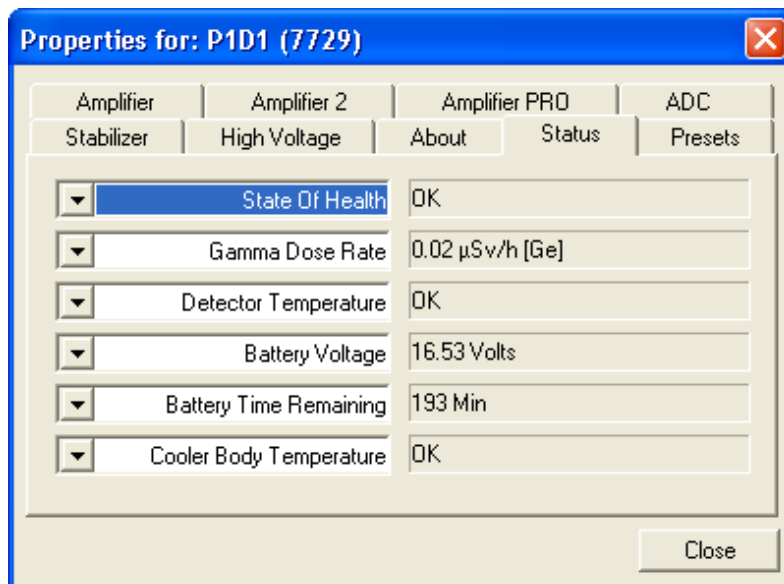 Properties for: P1D1 (7729)
Amplifier Amplifier 2 Amplifier PRO ADC
Stabilizer High Voltage About Status Presets
State Of Health OK
Gamma Dose Rate 0.02 µSv/h [Ge]
Detector Temperature OK
Battery Voltage 16.53 Volts
Battery Time Remaining 193 Min
Cooler Body Temperature OK
Close